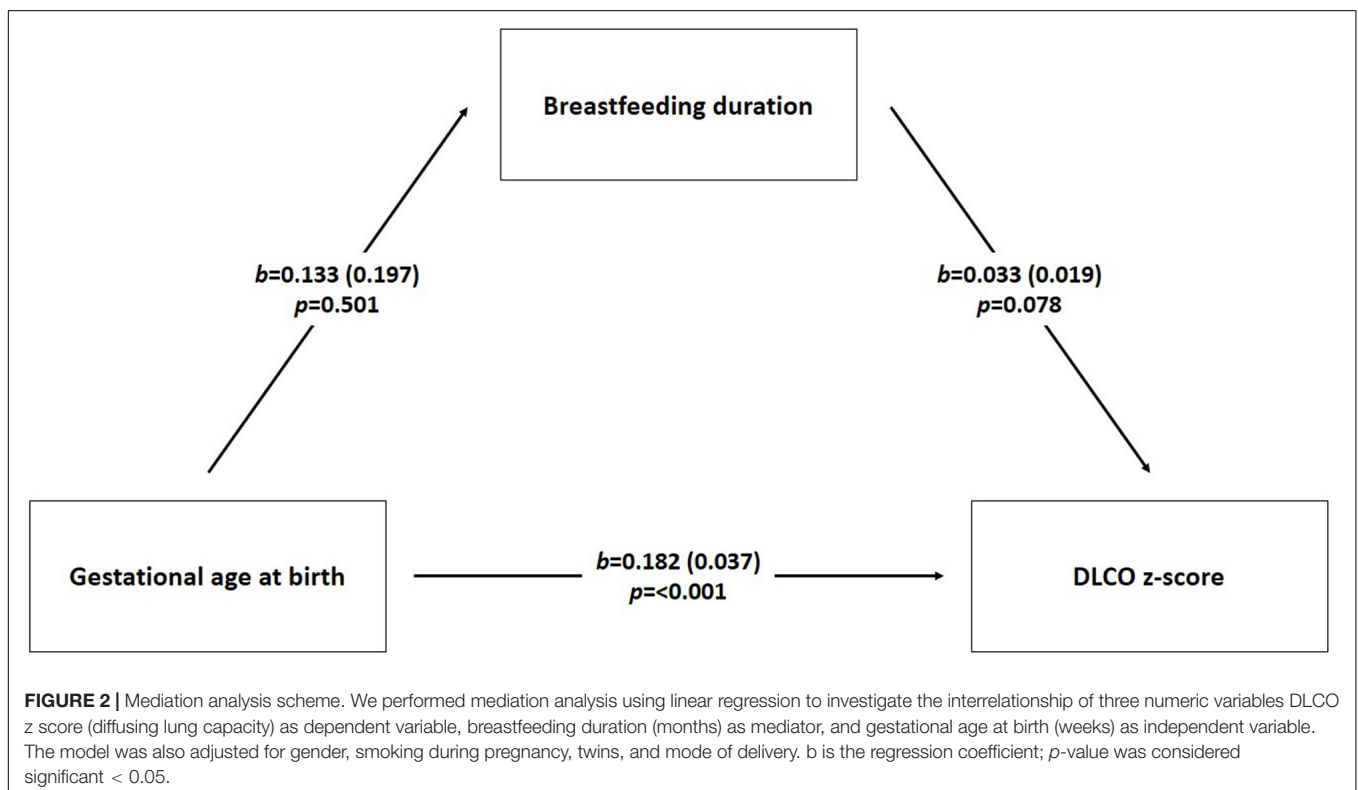 Breastfeeding duration
b=0.133 (0.197)
p=0.501
b=0.033 (0.019)
p=0.078
Gestational age at birth
b=0.182 (0.037)
p=<0.001
DLCO z-score
FIGURE 2 | Mediation analysis scheme. We performed mediation analysis using linear regression to investigate the interrelationship of three numeric variables DLCO
z score (diffusing lung capacity) as dependent variable, breastfeeding duration (months) as mediator, and gestational age at birth (weeks) as independent variable.
The model was also adjusted for gender, smoking during pregnancy, twins, and mode of delivery. b is the regression coefficient; p-value was considered
significant < 0.05.